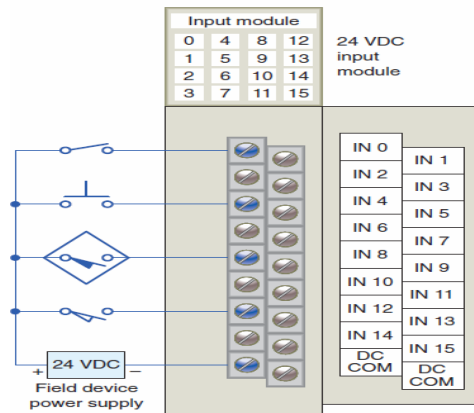 Input module
0 4 8 12
1 5 9 13
2 6 10 14
3 7 11 15
24 VDC
input
module
IN 0
IN 1
IN 2
IN 3
IN 4
IN 5
IN 6
IN 7
IN 8
IN 9
IN 10
IN 11
IN 12
IN 13
IN 14
IN 15
DC
COM
DC
COM
+ 24 VDC −
Field device
power supply